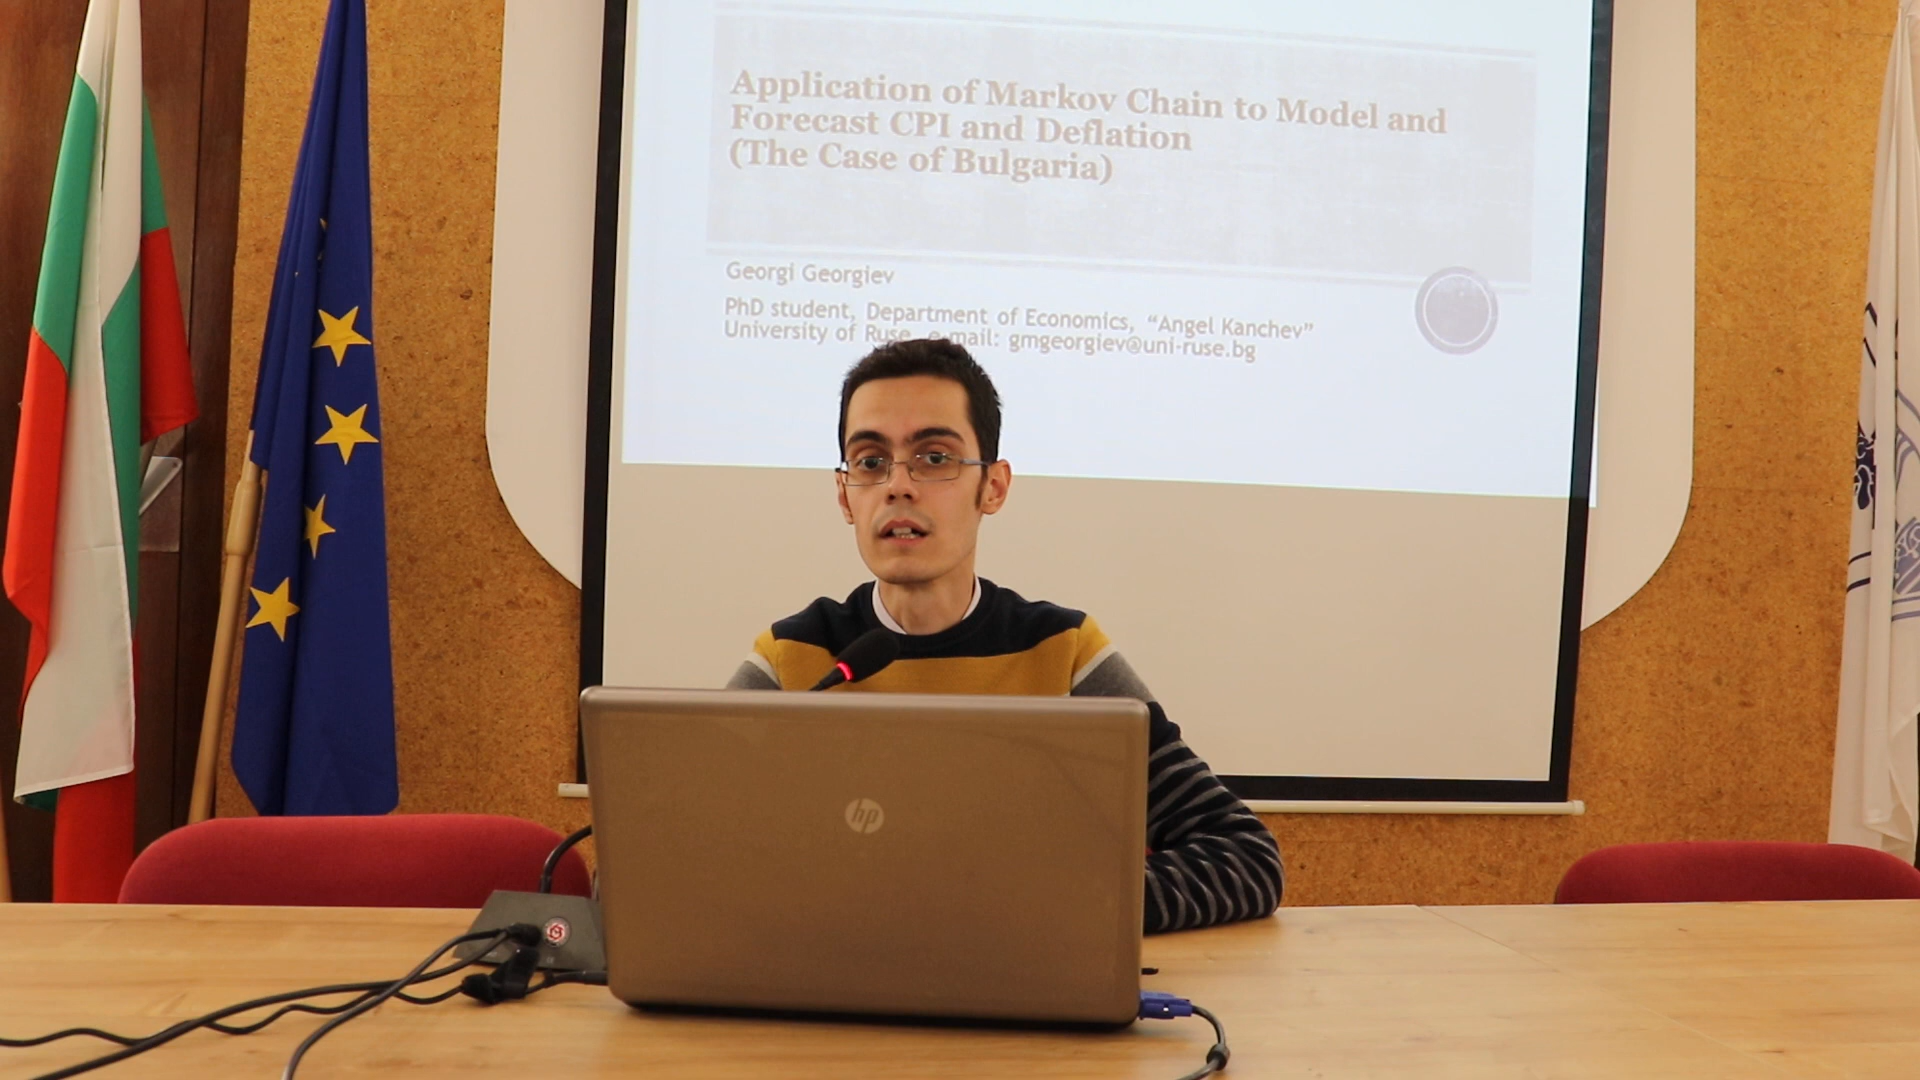 Application of Markov Chain to Model and
Forecast CPI and Deflation
(The Case of Bulgaria)
Georgi Georgiev
PhD student, Department of Economics, “Angel Kanchev”
University of Ruse, e-mail: gmgeorgiev@uni-ruse.bg
hp